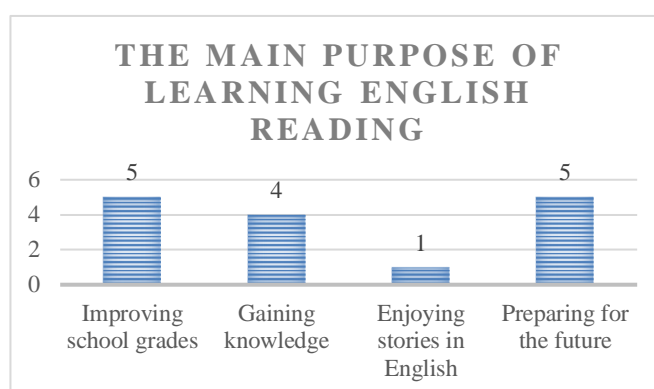 THE MAIN PURPOSE OF
LEARNING ENGLISH
READING
5
4
1
5
6
4
2
0
Improving
school grades
Gaining
knowledge
Enjoying
stories in
English
Preparing for
the future